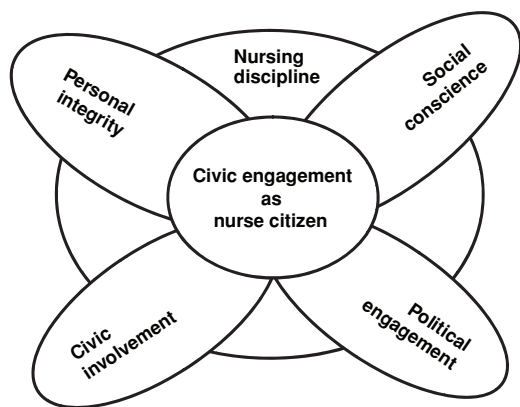 Nursing
discipline
Personal
integrity
Social
conscience
Civic engagement
as
nurse citizen
Civic
involvement
Political
engagement